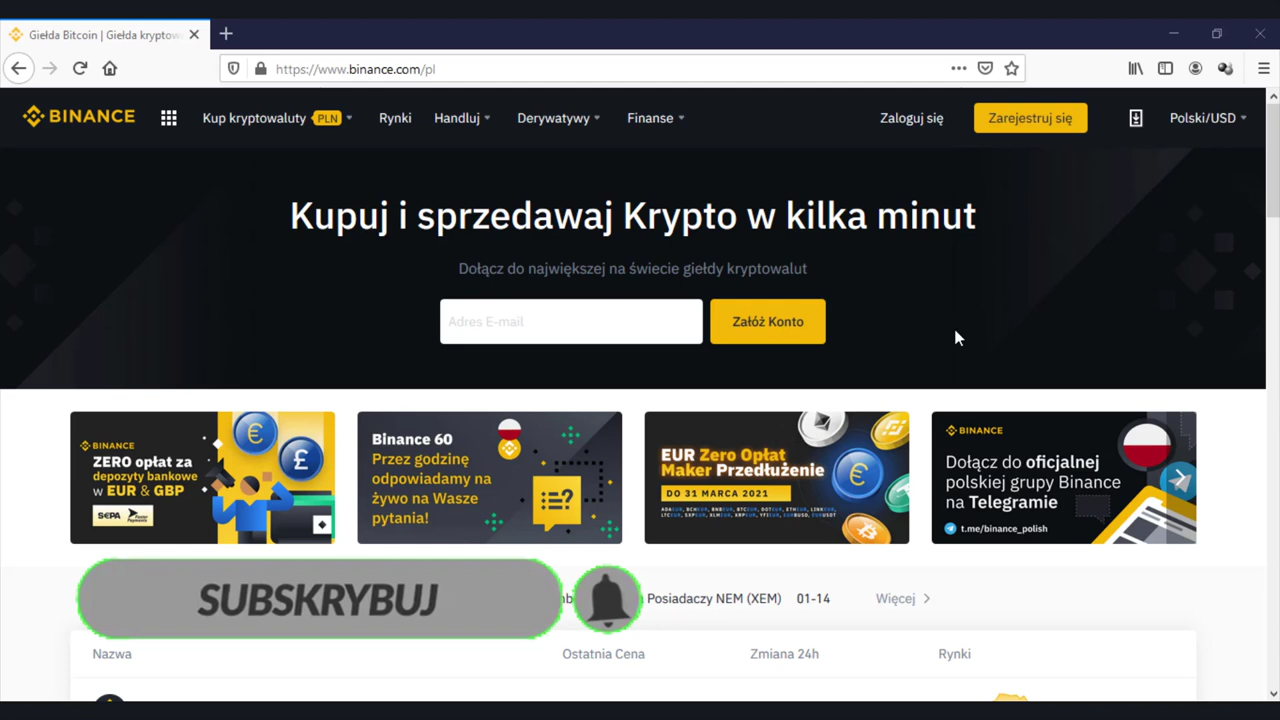 Giełda Bitcoin | Giełda kryptow
https://www.binance.com/pl
BINANCE
Kup kryptowaluty PLN
Rynki
Handluj
Derywatywy
Finanse
Zaloguj się
Zarejestruj się
Polski/USD
Kupuj i sprzedawaj Krypto w kilka minut
Dołącz do największej na świecie giełdy kryptowalut
Adres E-mail
Załóż Konto
BINANCE
ZERO opłat za
depozyty bankowe
w EUR & GBP
SEPA Faster Payments
Binance 60
Przez godzinę
odpowiadamy na
żywo na Wasze
pytania!
EUR Zero Opłat
Maker Przedłużenie
DO 31 MARCA 2021
BINANCE
Dołącz do oficjalnej
polskiej grupy Binance
na Telegramie
t.me/binance_polish
SUBSKRYBUJ
Posiadaczy NEM (XEM) 01-14
Więcej
Nazwa
Ostatnia Cena
Zmiana 24h
Rynki